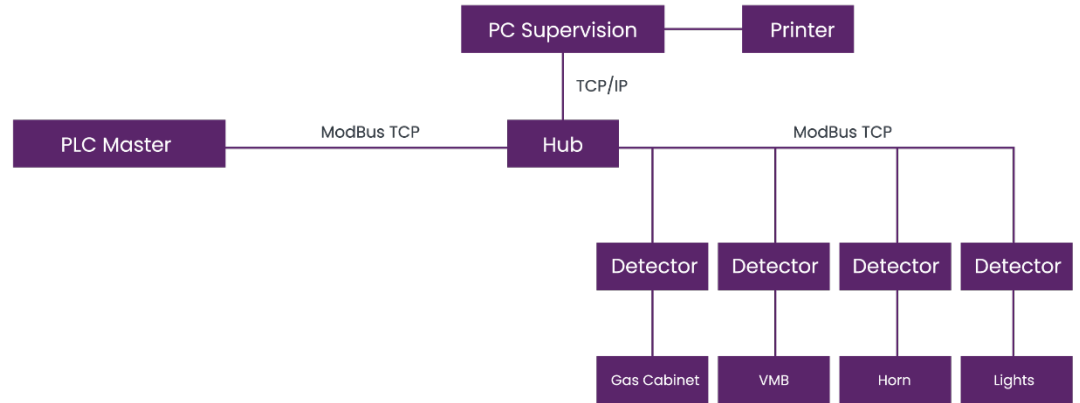 PC Supervision
Printer
TCP/IP
PLC Master
ModBus TCP
Hub
ModBus TCP
Detector
Detector
Detector
Detector
Gas Cabinet
VMB
Horn
Lights